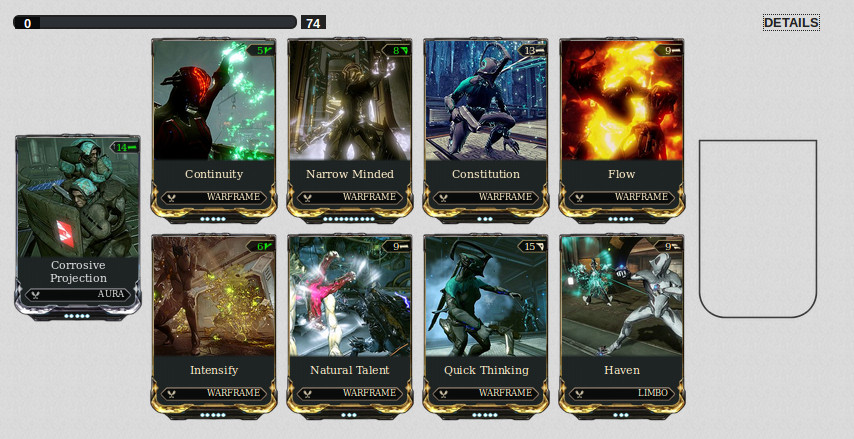 0
74
DETAILS
5
Continuity
WARFRAME
8
Narrow Minded
WARFRAME
13
Constitution
WARFRAME
9
Flow
WARFRAME
14
Corrosive
Projection
AURA
6
Intensify
WARFRAME
9
Natural Talent
WARFRAME
15
Quick Thinking
WARFRAME
9
Haven
LIMBO